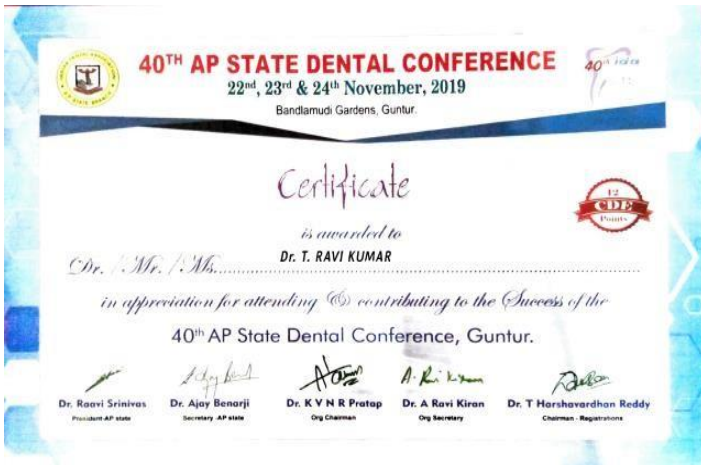 40TH AP STATE DENTAL CONFERENCE
22nd, 23rd & 24th November, 2019
Bandlamudi Gardens, Guntur.
Certificate
12
CDE
Points
is awarded to
Dr. / Mr. / Ms. Dr. T. RAVI KUMAR
in appreciation for attending & contributing to the Success of the
40th AP State Dental Conference, Guntur.
A. Ravi Kiran
Dr. Raavi Srinivas Dr. Ajay Benarji Dr. K V N R Pratap Dr. A Ravi Kiran Dr. T Harshavardhan Reddy
President-AP state Secretary-AP state Org Chairman Org Secretary Chairman - Registrations